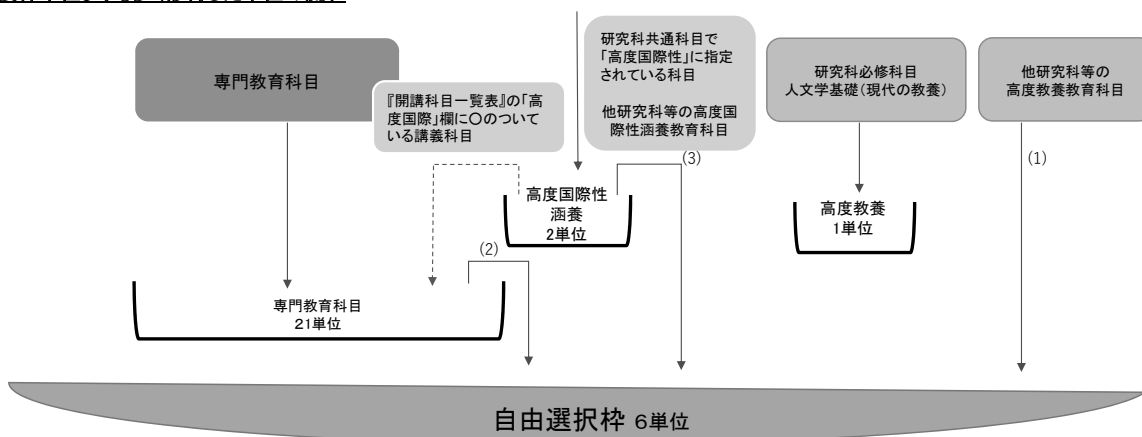 専門教育科目
『開講科目一覧表』の「高
度国際」欄に〇のついて
いる講義科目
研究科共通科目で
「高度国際性」に指定
されている科目
他研究科等の高度国
際性涵養教育科目
研究科必修科目
人文学基礎(現代の教養)
他研究科等の
高度教養教育科目
(1)
(3)
高度国際性
涵養
2単位
高度教養
1単位
(2)
専門教育科目
21単位
自由選択枠 6単位